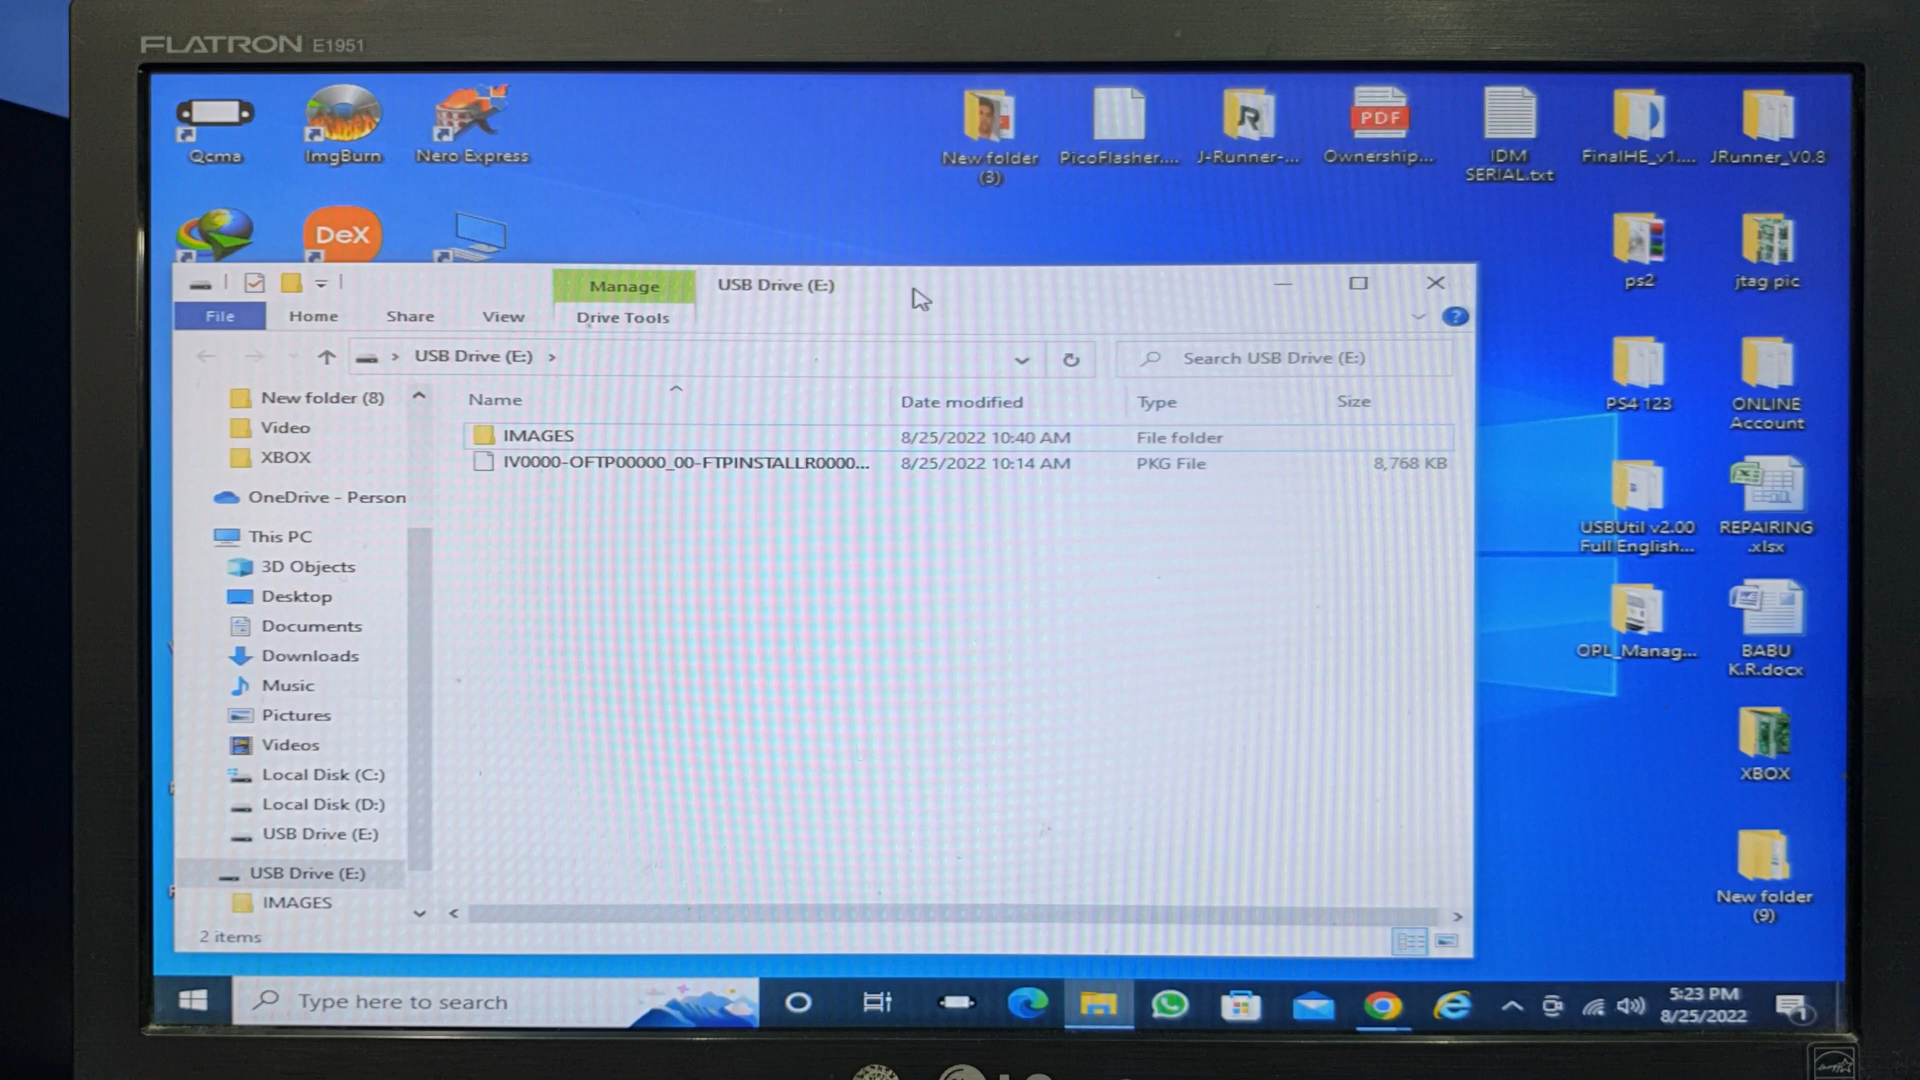 FLATRON E1951
Qcma
ImgBurn
Nero Express
New folder
(3)
PicoFlasher....
J-Runner-...
PDF
Ownership...
IDM
SERIAL.txt
FinalHE_v1....
JRunner_V0.8
DeX
ps2
jtag pic
PS4 123
ONLINE
Account
USBUtil v2.00
Full English...
REPAIRING
.xlsx
OPL_Manag...
BABU
K.R.docx
XBOX
New folder
(9)
Manage
USB Drive (E:)
File
Home
Share
View
Drive Tools
USB Drive (E:)
Search USB Drive (E:)
Name
Date modified
Type
Size
IMAGES
8/25/2022 10:40 AM
File folder
IV0000-OFTP00000_00-FTPINSTALLR0000...
8/25/2022 10:14 AM
PKG File
8,768 KB
New folder (8)
Video
XBOX
OneDrive - Person
This PC
3D Objects
Desktop
Documents
Downloads
Music
Pictures
Videos
Local Disk (C:)
Local Disk (D:)
USB Drive (E:)
USB Drive (E:)
IMAGES
2 items
Type here to search
5:23 PM
8/25/2022
1